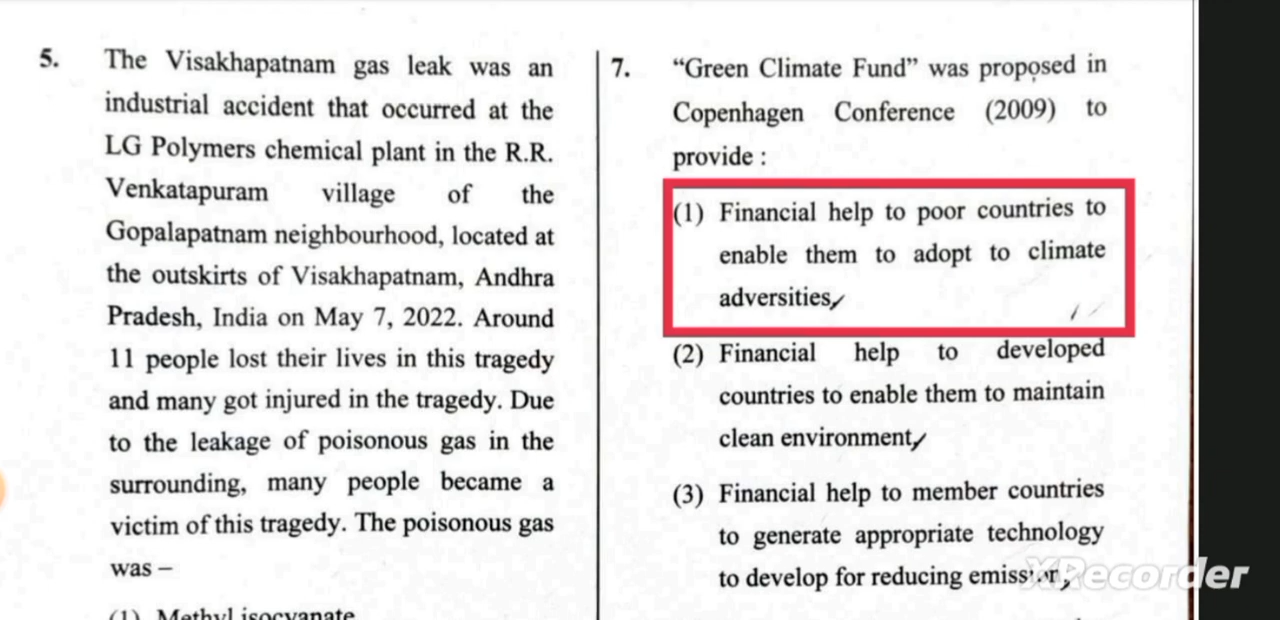 5. The Visakhapatnam gas leak was an
industrial accident that occurred at the
LG Polymers chemical plant in the R.R.
Venkatapuram village of the
Gopalapatnam neighbourhood, located at
the outskirts of Visakhapatnam, Andhra
Pradesh, India on May 7, 2022. Around
11 people lost their lives in this tragedy
and many got injured in the tragedy. Due
to the leakage of poisonous gas in the
surrounding, many people became a
victim of this tragedy. The poisonous gas
was –
(1) Methyl isocyanate
7. “Green Climate Fund” was proposed in
Copenhagen Conference (2009) to
provide :
(1) Financial help to poor countries to
enable them to adopt to climate
adversities,
(2) Financial help to developed
countries to enable them to maintain
clean environment,
(3) Financial help to member countries
to generate appropriate technology
to develop for reducing emission,
XRecorder